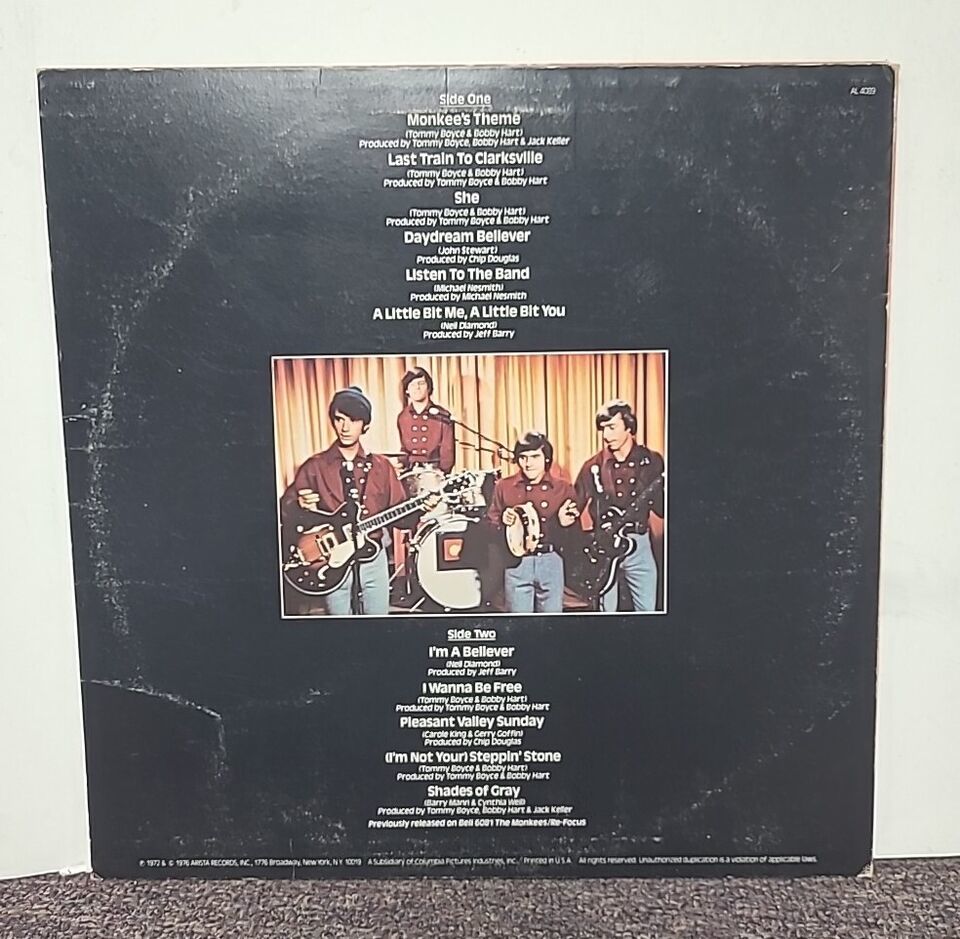 AL 4089
Side One
Monkee's Theme
(Tommy Boyce & Bobby Hart)
Produced by Tommy Boyce, Bobby Hart & Jack Keller
Last Train To Clarksville
(Tommy Boyce & Bobby Hart)
Produced by Tommy Boyce & Bobby Hart
She
(Tommy Boyce & Bobby Hart)
Produced by Tommy Boyce & Bobby Hart
Daydream Believer
(John Stewart)
Produced by Chip Douglas
Listen To The Band
(Michael Nesmith)
Produced by Michael Nesmith
A Little Bit Me, A Little Bit You
(Neil Diamond)
Produced by Jeff Barry
Side Two
I'm A Believer
(Neil Diamond)
Produced by Jeff Barry
I Wanna Be Free
(Tommy Boyce & Bobby Hart)
Produced by Tommy Boyce & Bobby Hart
Pleasant Valley Sunday
(Carole King & Gerry Goffin)
Produced by Chip Douglas
(I'm Not Your) Steppin' Stone
(Tommy Boyce & Bobby Hart)
Produced by Tommy Boyce & Bobby Hart
Shades of Gray
(Barry Mann & Cynthia Weil)
Produced by Tommy Boyce, Bobby Hart & Jack Keller
Previously released on Bell 6081 The Monkees/Re-Focus
℗ 1972 & © 1976 ARISTA RECORDS, INC., 1776 Broadway, New York, N.Y. 10019 A Subsidiary of Columbia Pictures Industries, Inc. / Printed in U.S.A. All rights reserved. Unauthorized duplication is a violation of applicable laws.